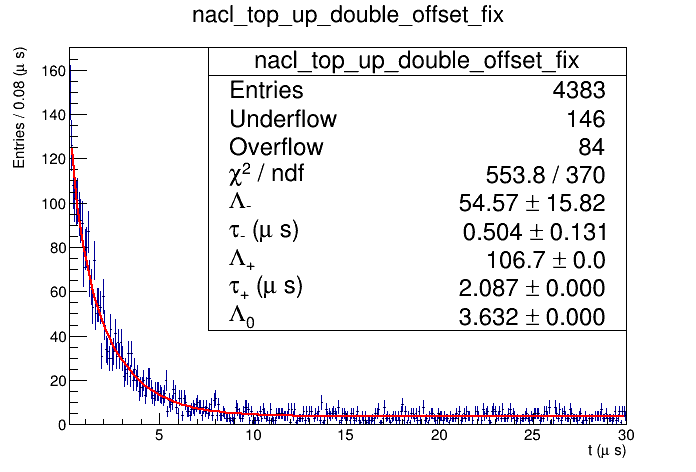 nacl_top_up_double_offset_fix
nacl_top_up_double_offset_fix
Entries 4383
Underflow 146
Overflow 84
χ² / ndf 553.8 / 370
Λ₋ 54.57 ± 15.82
τ₋ (μ s) 0.504 ± 0.131
Λ₊ 106.7 ± 0.0
τ₊ (μ s) 2.087 ± 0.000
Λ₀ 3.632 ± 0.000
Entries / 0.08 (μ s)
160
140
120
100
80
60
40
20
0
0 5 10 15 20 25 30
t (μ s)